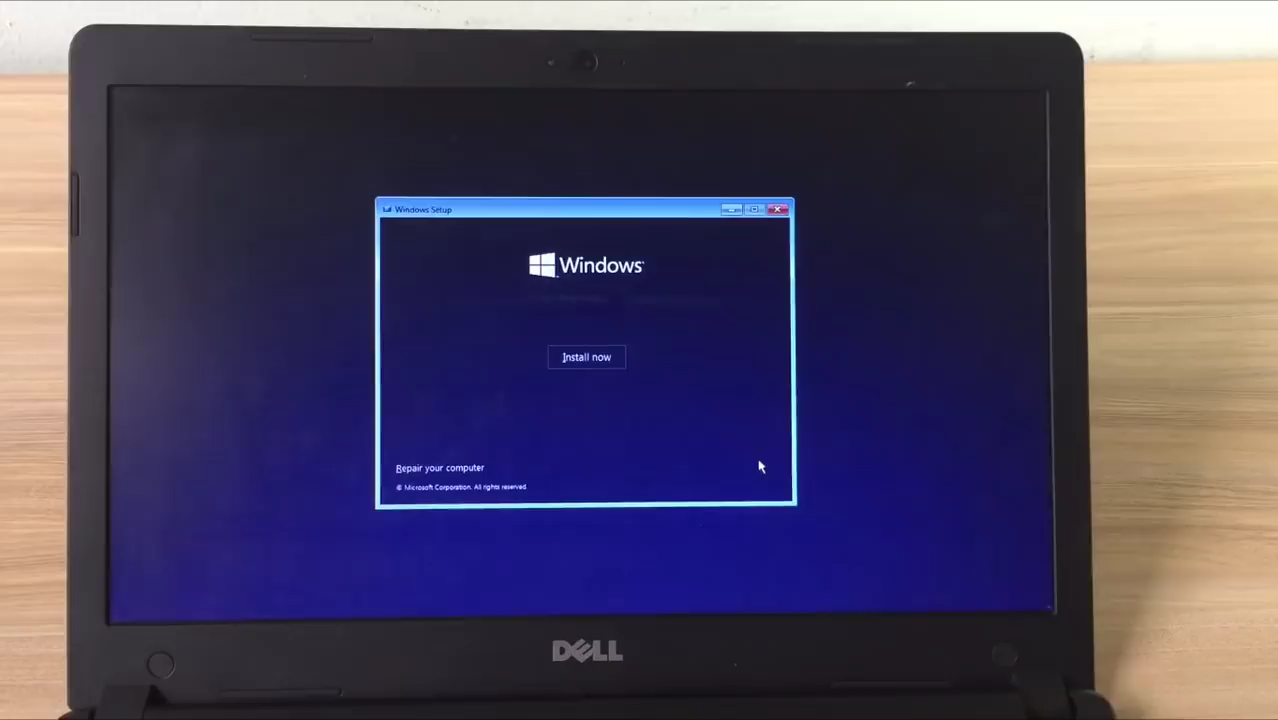 Windows Setup
Windows
Install now
Repair your computer
© Microsoft Corporation. All rights reserved.
DELL